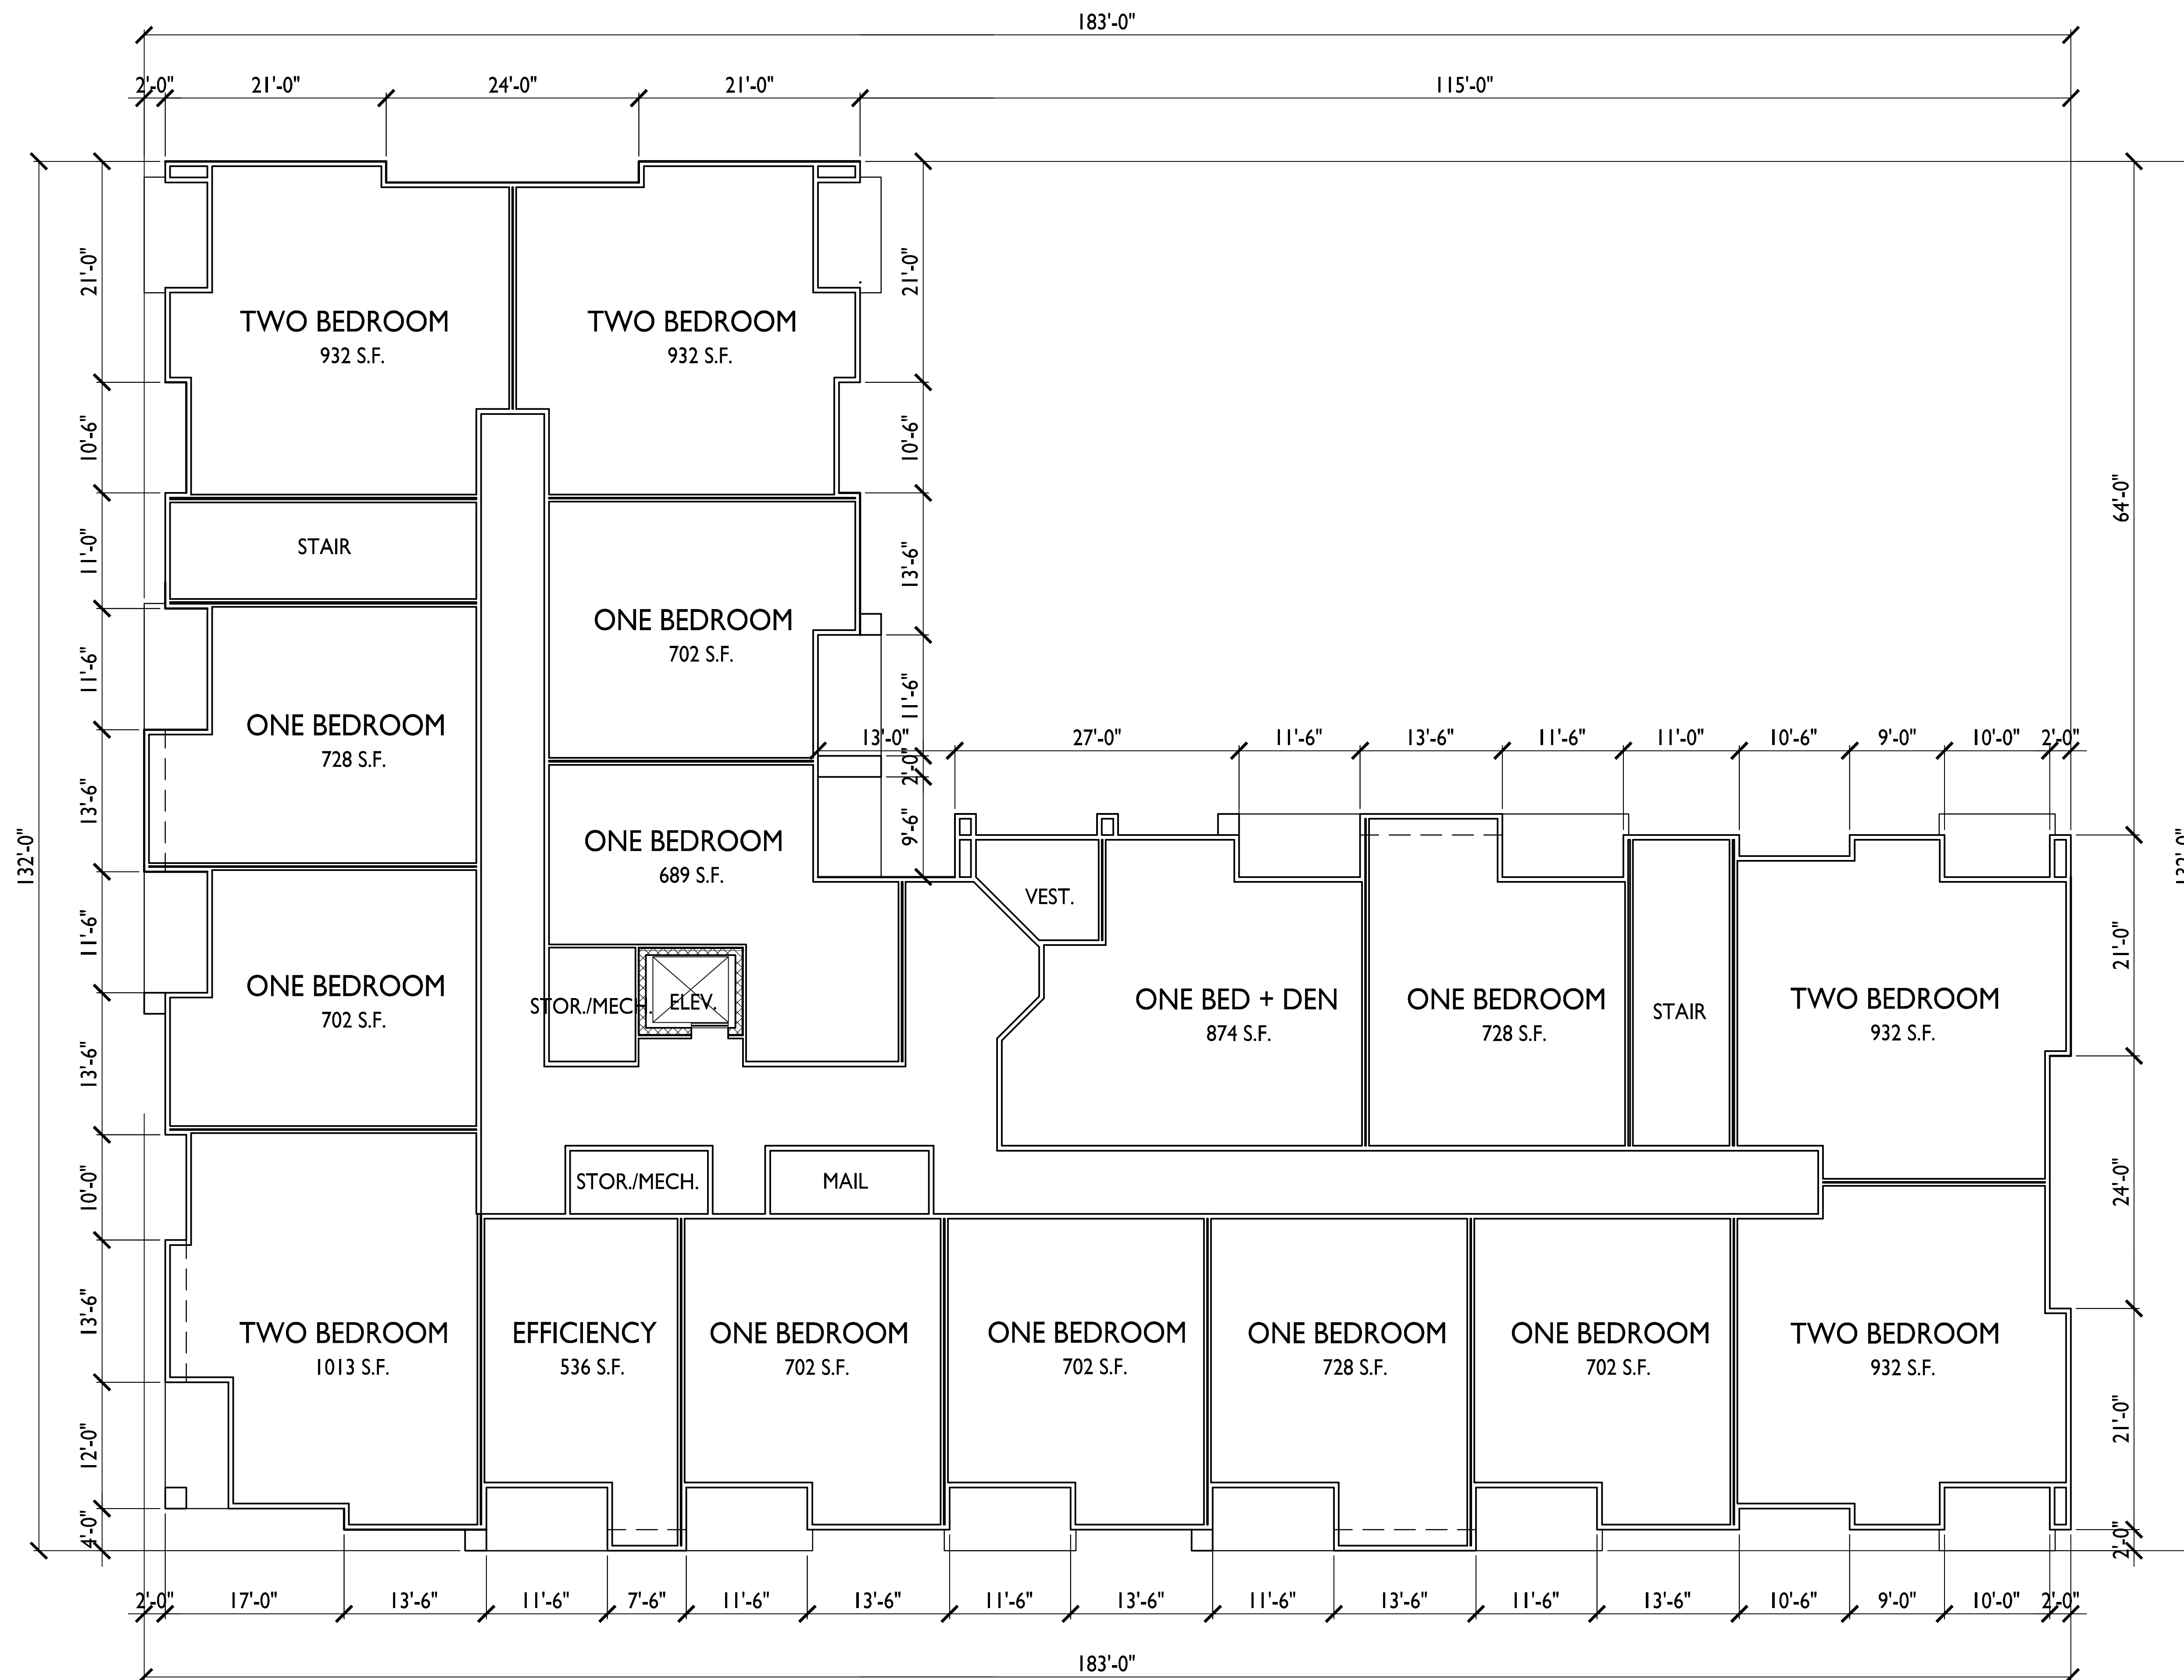 183'-0"
2'-0" 21'-0" 24'-0" 21'-0" 115'-0"
21'-0"
21'-0"
TWO BEDROOM
932 S.F.
TWO BEDROOM
932 S.F.
10'-6"
10'-6"
64'-0"
11'-0"
STAIR
13'-6"
ONE BEDROOM
702 S.F.
11'-6"
11'-6"
ONE BEDROOM
728 S.F.
13'-0" 27'-0" 11'-6" 13'-6" 11'-6" 11'-0" 10'-6" 9'-0" 10'-0" 2'-0"
2'-0"
13'-6"
9'-6"
132'-0"
132'-0"
ONE BEDROOM
689 S.F.
VEST.
11'-6"
21'-0"
ONE BEDROOM
702 S.F.
STOR./MECH.
ELEV.
ONE BED + DEN
874 S.F.
ONE BEDROOM
728 S.F.
STAIR
TWO BEDROOM
932 S.F.
13'-6"
10'-0"
STOR./MECH.
MAIL
24'-0"
13'-6"
TWO BEDROOM
1013 S.F.
EFFICIENCY
536 S.F.
ONE BEDROOM
702 S.F.
ONE BEDROOM
702 S.F.
ONE BEDROOM
728 S.F.
ONE BEDROOM
702 S.F.
TWO BEDROOM
932 S.F.
12'-0"
21'-0"
4'-0"
2'-0"
2'-0" 17'-0" 13'-6" 11'-6" 7'-6" 11'-6" 13'-6" 11'-6" 13'-6" 11'-6" 13'-6" 11'-6" 13'-6" 10'-6" 9'-0" 10'-0" 2'-0"
183'-0"